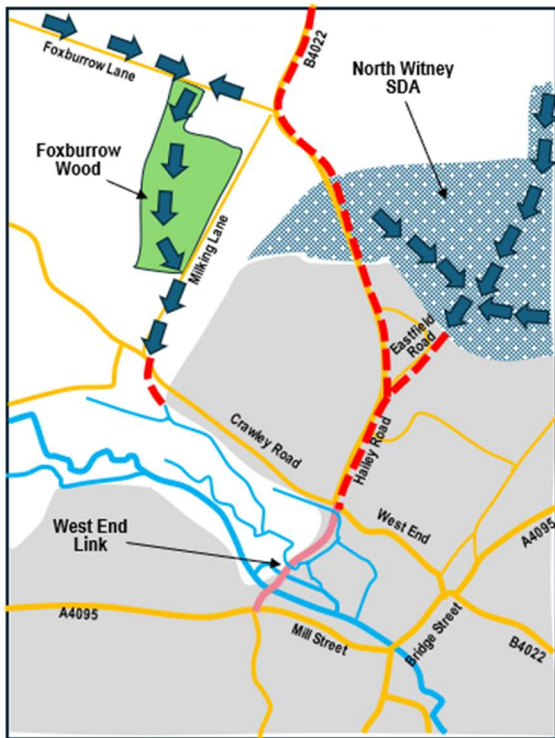 Foxburrow Lane
B4022
North Witney
SDA
Foxburrow
Wood
Milking Lane
Eastfield
Road
Crawley Road
Hailey Road
West End
Link
West End
A4095
A4095
Mill Street
Bridge Street
B4022